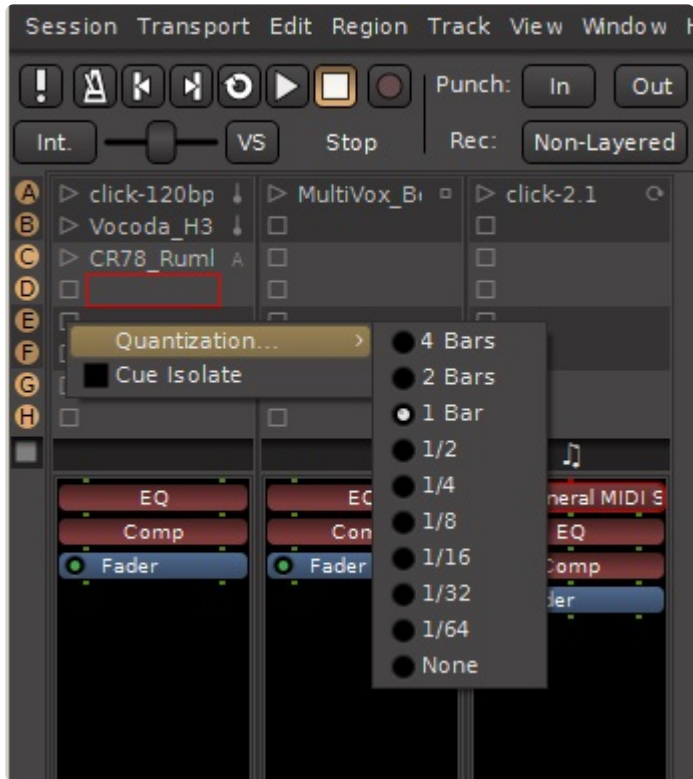 Session Transport Edit Region Track View Window
Punch: In Out
Int. VS Stop Rec: Non-Layered
A click-120bp MultiVox_B click-2.1
B Vocoda_H3
C CR78_Ruml A
D
E
F
G
H
Quantization...
Cue Isolate
4 Bars
2 Bars
1 Bar
1/2
1/4
1/8
1/16
1/32
1/64
None
EQ
Comp
Fader
Fader
neral MIDI S
EQ
Comp